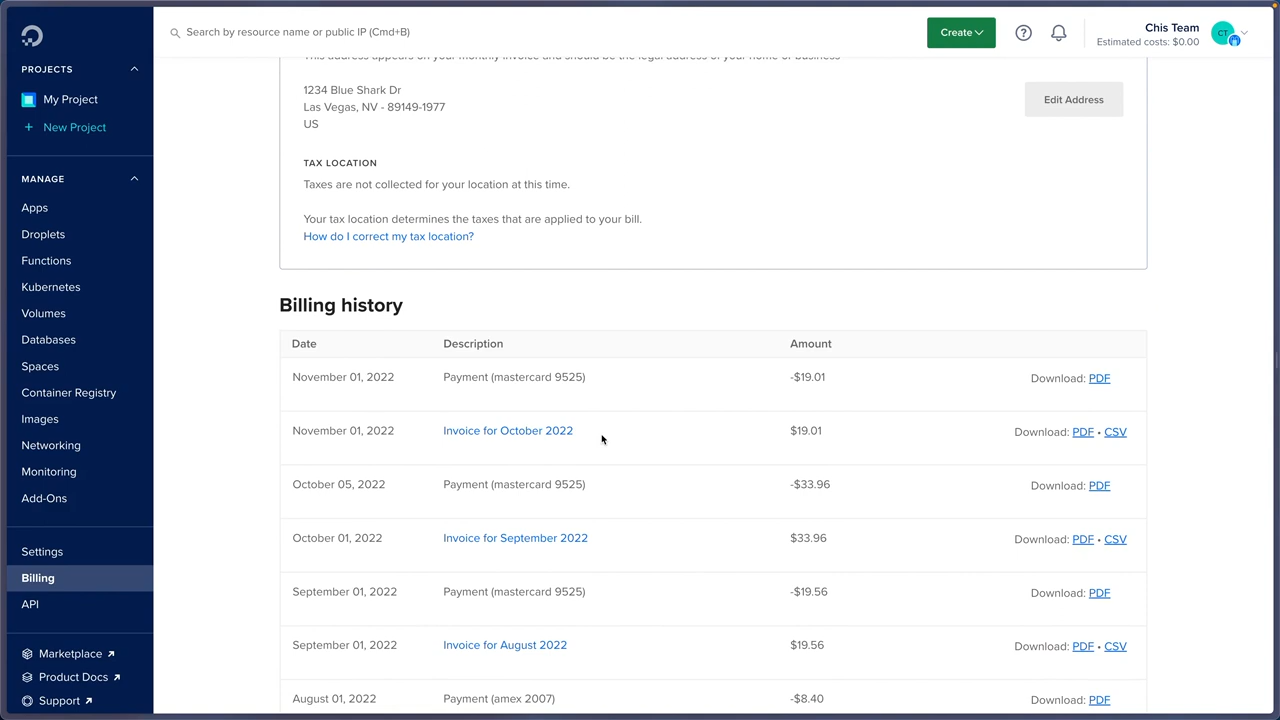 Search by resource name or public IP (Cmd+B)
Create
?
Chis Team
Estimated costs: $0.00
CT
PROJECTS
My Project
+ New Project
MANAGE
Apps
Droplets
Functions
Kubernetes
Volumes
Databases
Spaces
Container Registry
Images
Networking
Monitoring
Add-Ons
Settings
Billing
API
Marketplace
Product Docs
Support
This address appears on your monthly invoice and should be the legal address of your home or business
1234 Blue Shark Dr
Las Vegas, NV - 89149-1977
US
Edit Address
TAX LOCATION
Taxes are not collected for your location at this time.
Your tax location determines the taxes that are applied to your bill.
How do I correct my tax location?
Billing history
Date Description Amount
November 01, 2022 Payment (mastercard 9525) -$19.01 Download: PDF
November 01, 2022 Invoice for October 2022 $19.01 Download: PDF • CSV
October 05, 2022 Payment (mastercard 9525) -$33.96 Download: PDF
October 01, 2022 Invoice for September 2022 $33.96 Download: PDF • CSV
September 01, 2022 Payment (mastercard 9525) -$19.56 Download: PDF
September 01, 2022 Invoice for August 2022 $19.56 Download: PDF • CSV
August 01, 2022 Payment (amex 2007) -$8.40 Download: PDF